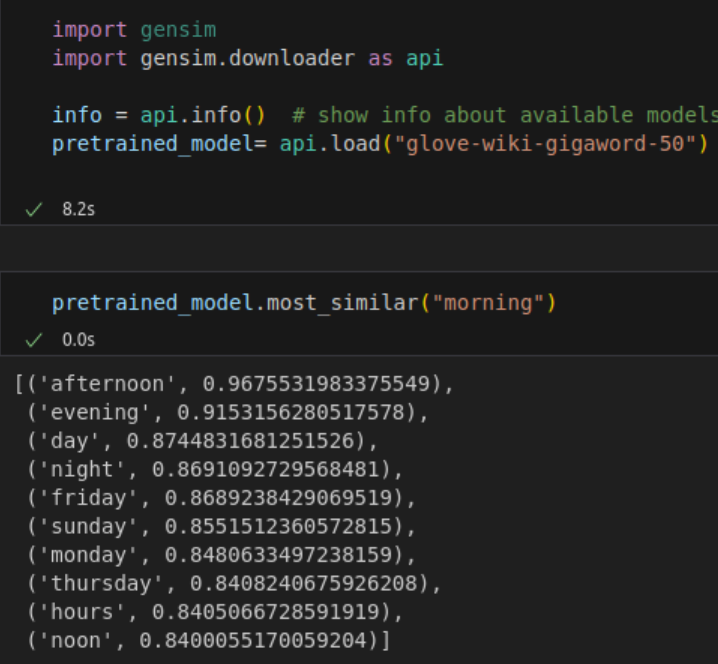 import gensim
import gensim.downloader as api
info = api.info()  # show info about available models
pretrained_model= api.load("glove-wiki-gigaword-50")
✓ 8.2s
pretrained_model.most_similar("morning")
✓ 0.0s
[('afternoon', 0.9675531983375549),
('evening', 0.9153156280517578),
('day', 0.8744831681251526),
('night', 0.8691092729568481),
('friday', 0.8689238429069519),
('sunday', 0.8551512360572815),
('monday', 0.8480633497238159),
('thursday', 0.8408240675926208),
('hours', 0.8405066728591919),
('noon', 0.8400055170059204)]